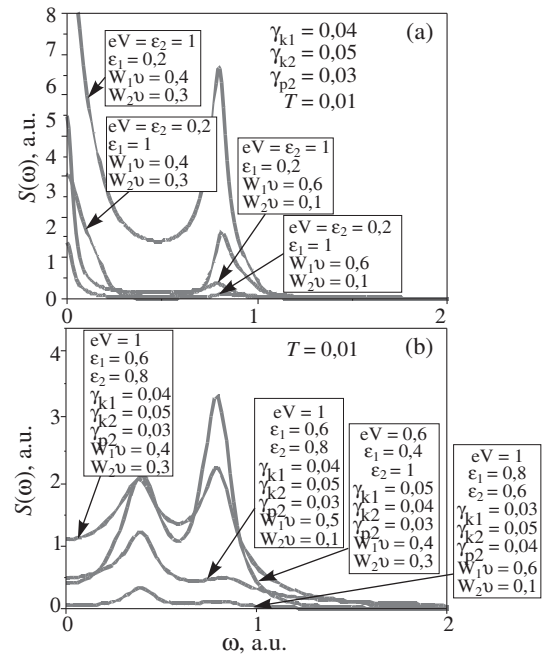 8
7
6
5
4
3
2
1
0
S(ω), a.u.
(a)
γk1 = 0,04
γk2 = 0,05
γp2 = 0,03
T = 0,01
eV = ε2 = 1
ε1 = 0,2
W1υ = 0,4
W2υ = 0,3
eV = ε2 = 0,2
ε1 = 1
W1υ = 0,4
W2υ = 0,3
eV = ε2 = 1
ε1 = 0,2
W1υ = 0,6
W2υ = 0,1
eV = ε2 = 0,2
ε1 = 1
W1υ = 0,6
W2υ = 0,1
0 1 2
4
3
2
1
0
S(ω), a.u.
T = 0,01
(b)
eV = 1
ε1 = 0,6
ε2 = 0,8
γk1 = 0,04
γk2 = 0,05
γp2 = 0,03
W1υ = 0,4
W2υ = 0,3
eV = 1
ε1 = 0,6
ε2 = 0,8
γk1 = 0,04
γk2 = 0,05
γp2 = 0,03
W1υ = 0,5
W2υ = 0,1
eV = 0,6
ε1 = 0,4
ε2 = 1
γk1 = 0,05
γk2 = 0,04
γp2 = 0,03
W1υ = 0,4
W2υ = 0,3
eV = 1
ε1 = 0,8
ε2 = 0,6
γk1 = 0,03
γk2 = 0,05
γp2 = 0,04
W1υ = 0,6
W2υ = 0,1
0 1 2
ω, a.u.